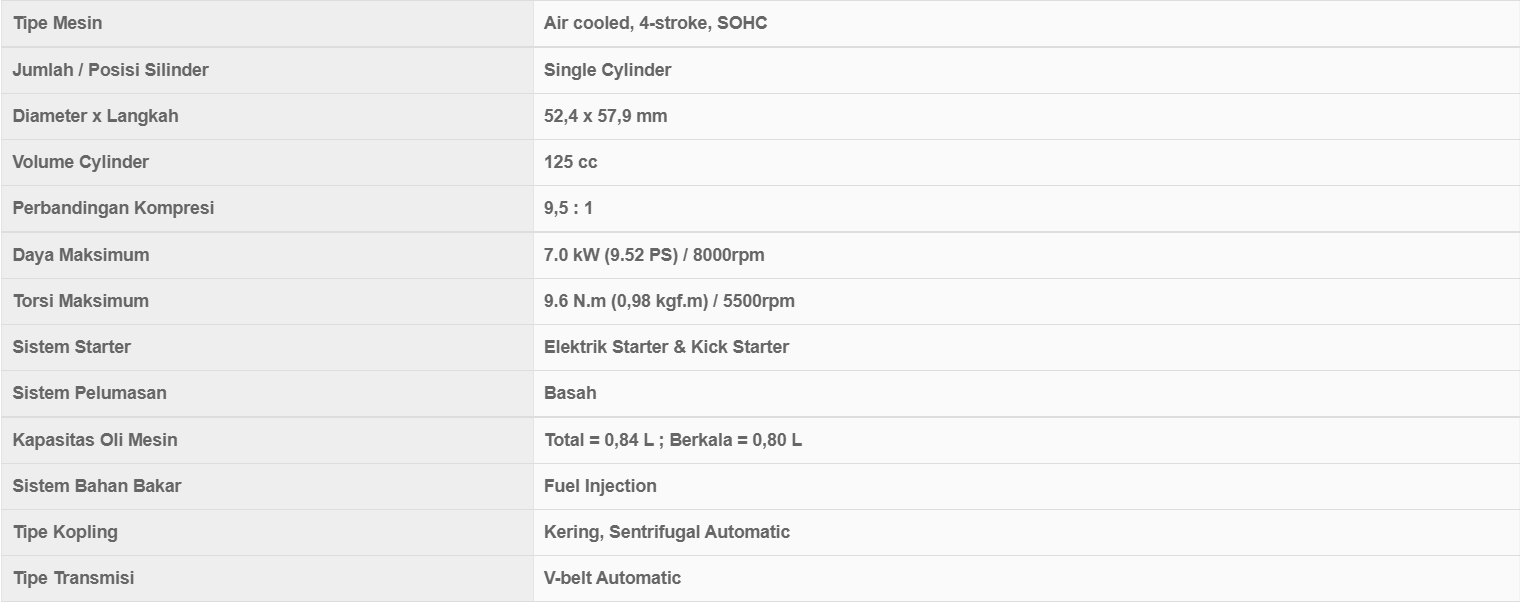 Tipe Mesin Air cooled, 4-stroke, SOHC
Jumlah / Posisi Silinder Single Cylinder
Diameter x Langkah 52,4 x 57,9 mm
Volume Cylinder 125 cc
Perbandingan Kompresi 9,5 : 1
Daya Maksimum 7.0 kW (9.52 PS) / 8000rpm
Torsi Maksimum 9.6 N.m (0,98 kgf.m) / 5500rpm
Sistem Starter Elektrik Starter & Kick Starter
Sistem Pelumasan Basah
Kapasitas Oli Mesin Total = 0,84 L ; Berkala = 0,80 L
Sistem Bahan Bakar Fuel Injection
Tipe Kopling Kering, Sentrifugal Automatic
Tipe Transmisi V-belt Automatic